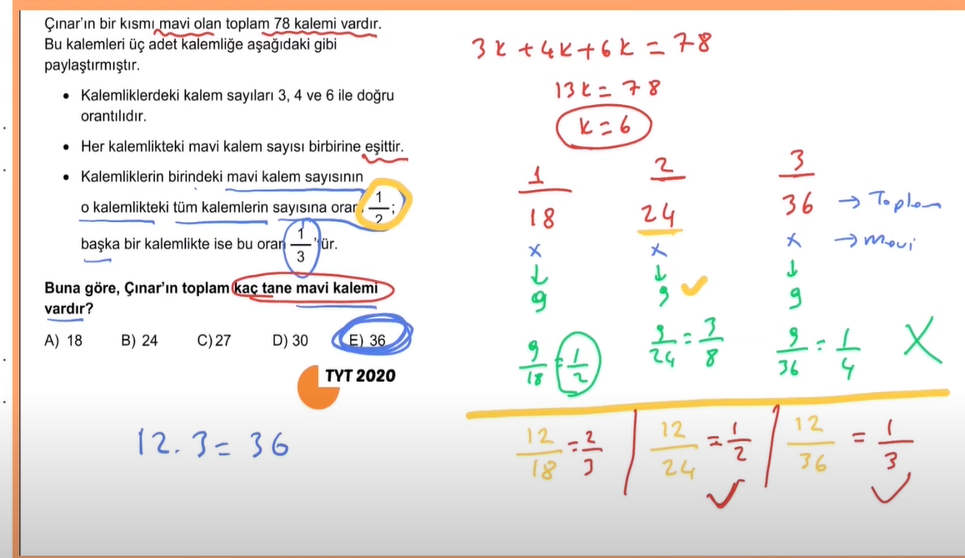 Çınar'ın bir kısmı mavi olan toplam 78 kalemi vardır.
Bu kalemleri üç adet kalemliğe aşağıdaki gibi
paylaştırmıştır.
• Kalemliklerdeki kalem sayıları 3, 4 ve 6 ile doğru
orantılıdır.
• Her kalemlikteki mavi kalem sayısı birbirine eşittir.
• Kalemliklerin birindeki mavi kalem sayısının
o kalemlikteki tüm kalemlerin sayısına oranı 1/2;
başka bir kalemlikte ise bu oran 1/3'tür.
Buna göre, Çınar'ın toplam kaç tane mavi kalemi
vardır?
A) 18 B) 24 C) 27 D) 30 E) 36
TYT 2020
12.3=36
3k+4k+6k=78
13k=78
k=6
1 2 3
18 24 36 → Toplam
x x x → Mavi
↓ ↓ ↓
9 9 ✓ 9
9/18=1/2 9/24=3/8 9/36=1/4 X
12/18=2/3 | 12/24=1/2 ✓ | 12/36=1/3 ✓